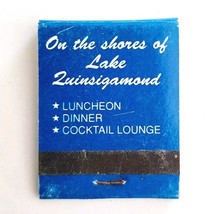 On the shores of
Lake
Quinsigamond
★ LUNCHEON
★ DINNER
★ COCKTAIL LOUNGE